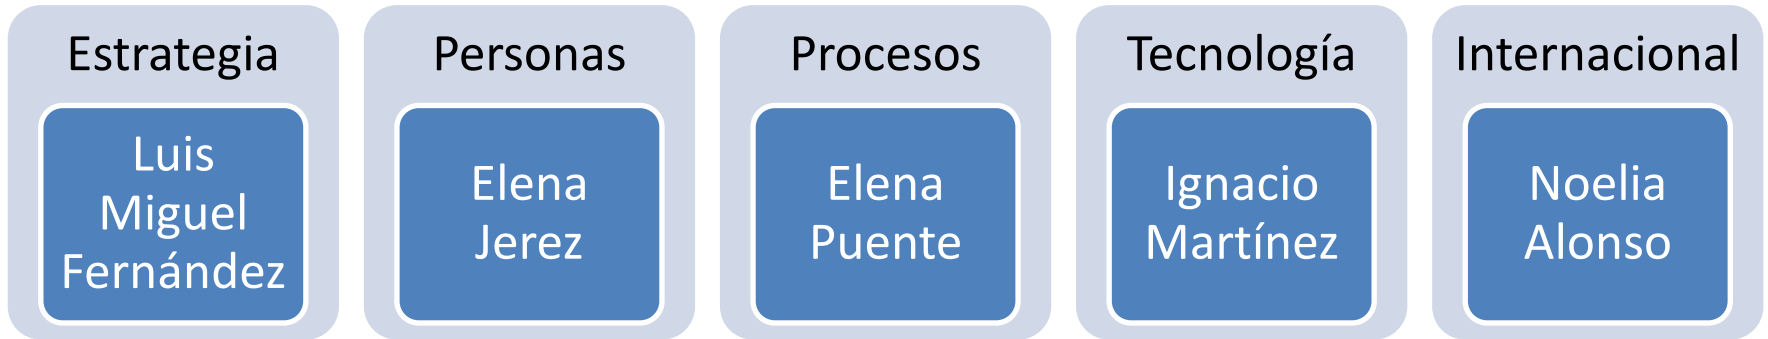 Estrategia
Luis
Miguel
Fernández
Personas
Elena
Jerez
Procesos
Elena
Puente
Tecnología
Ignacio
Martínez
Internacional
Noelia
Alonso